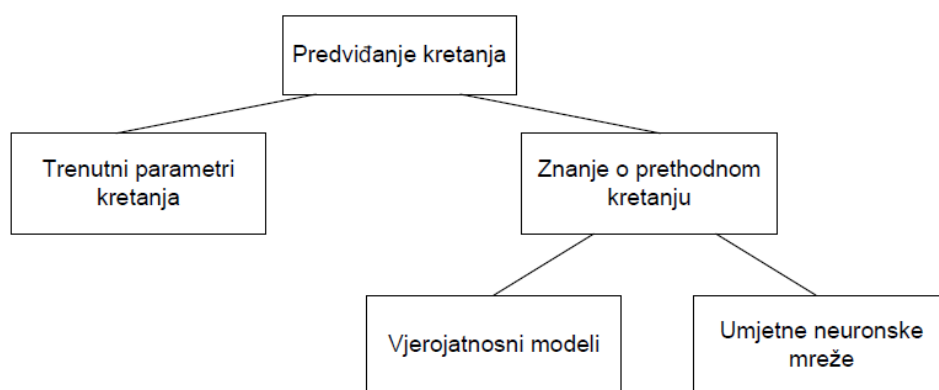 Predviđanje kretanja
Trenutni parametri
kretanja
Znanje o prethodnom
kretanju
Vjerojatnosni modeli
Umjetne neuronske
mreže